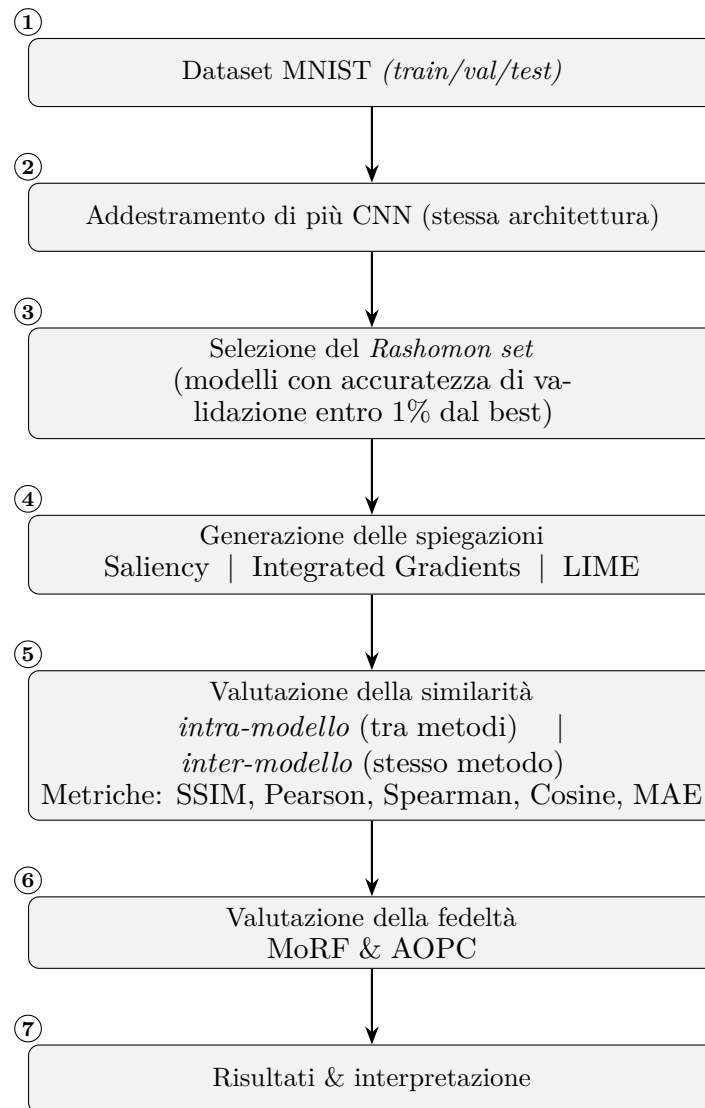 1
Dataset MNIST (train/val/test)
2
Addestramento di più CNN (stessa architettura)
3
Selezione del Rashomon set
(modelli con accuratezza di va-
lidazione entro 1% dal best)
4
Generazione delle spiegazioni
Saliency | Integrated Gradients | LIME
5
Valutazione della similarità
intra-modello (tra metodi) |
inter-modello (stesso metodo)
Metriche: SSIM, Pearson, Spearman, Cosine, MAE
6
Valutazione della fedeltà
MoRF & AOPC
7
Risultati & interpretazione